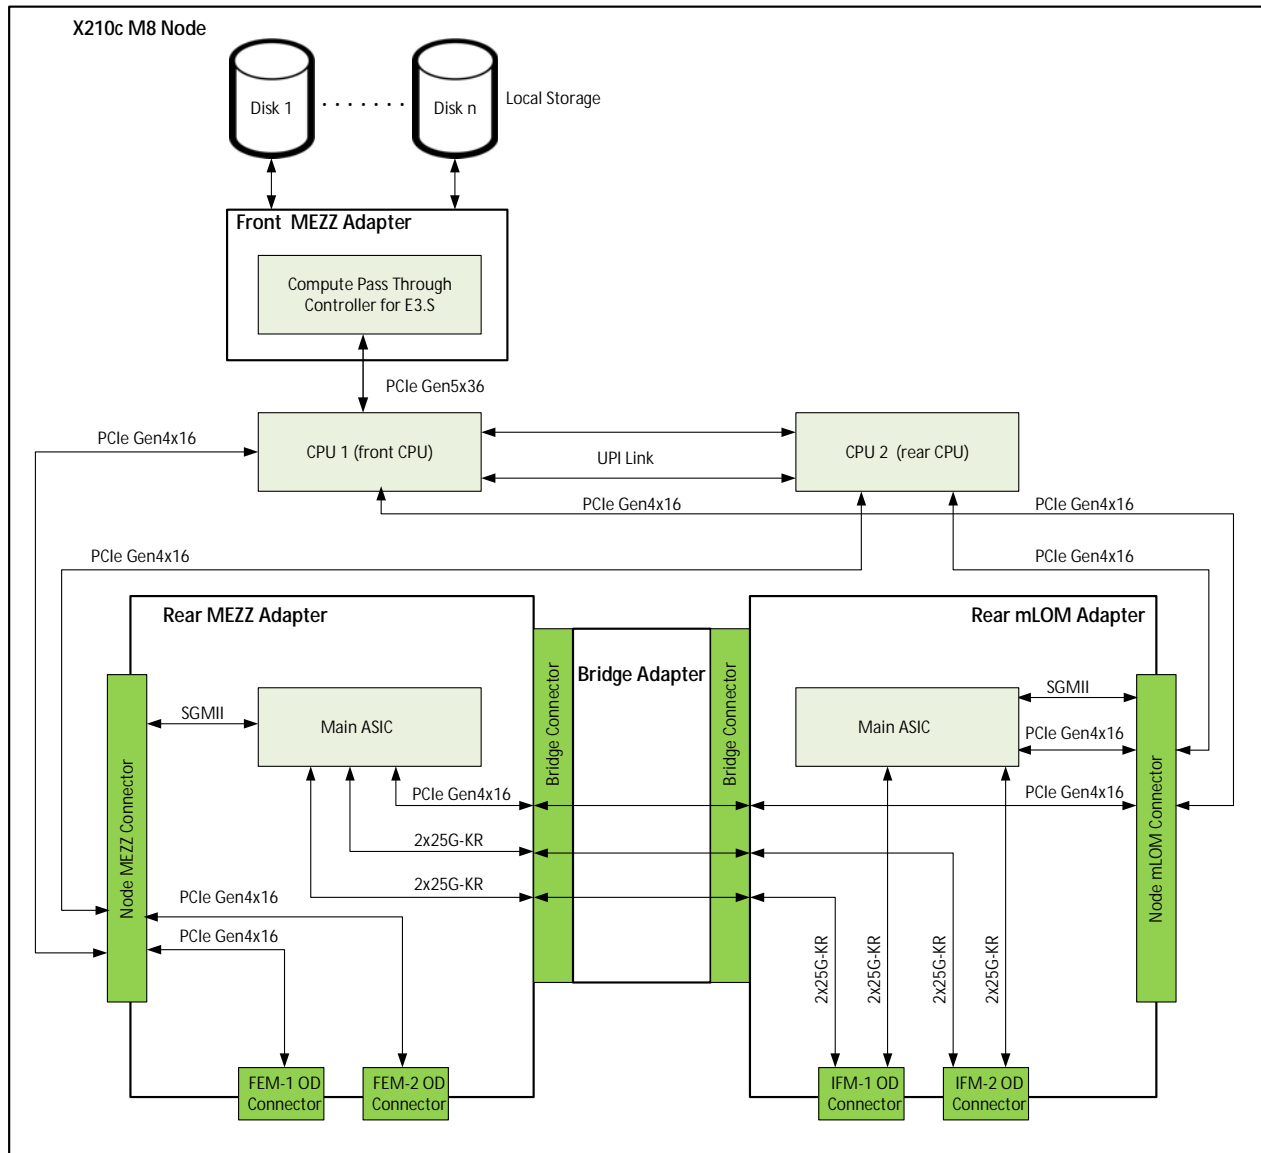 X210c M8 Node
Disk 1
. . . . . . .
Disk n
Local Storage
Front MEZZ Adapter
Compute Pass Through
Controller for E3.S
PCIe Gen5x36
PCIe Gen4x16
CPU 1 (front CPU)
UPI Link
CPU 2 (rear CPU)
PCIe Gen4x16
PCIe Gen4x16
PCIe Gen4x16
PCIe Gen4x16
Rear MEZZ Adapter
Bridge Adapter
Rear mLOM Adapter
Node MEZZ Connector
SGMII
Main ASIC
Bridge Connector
Bridge Connector
Main ASIC
SGMII
PCIe Gen4x16
Node mLOM Connector
PCIe Gen4x16
PCIe Gen4x16
2x25G-KR
2x25G-KR
PCIe Gen4x16
PCIe Gen4x16
2x25G-KR
2x25G-KR
2x25G-KR
2x25G-KR
FEM-1 OD
Connector
FEM-2 OD
Connector
IFM-1 OD
Connector
IFM-2 OD
Connector